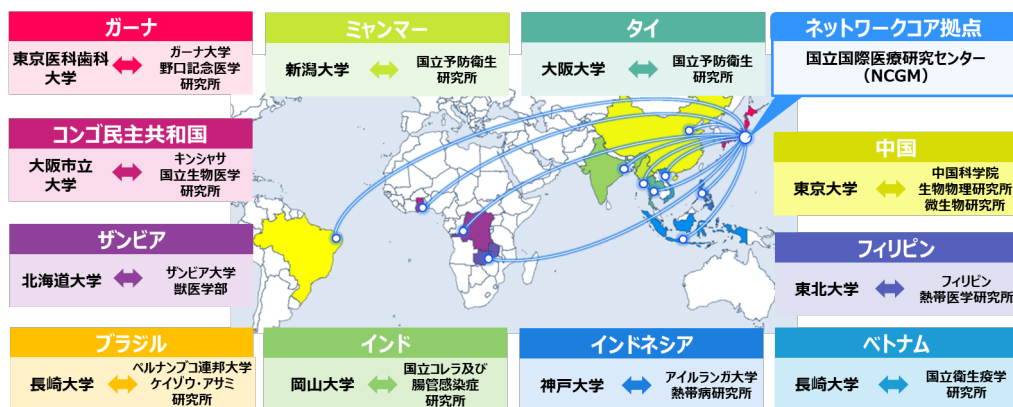 ガーナ
東京医科歯科
大学
ガーナ大学
野口記念医学
研究所
ミャンマー
新潟大学
国立予防衛生
研究所
タイ
大阪大学
国立予防衛生
研究所
ネットワークコア拠点
国立国際医療研究センター
（NCGM）
コンゴ民主共和国
大阪市立
大学
キンシャサ
国立生物医学
研究所
中国
東京大学
中国科学院
生物物理研究所
微生物研究所
ザンビア
北海道大学
ザンビア大学
獣医学部
フィリピン
東北大学
フィリピン
熱帯医学研究所
ブラジル
長崎大学
ペルナンブコ連邦大学
ケイゾウ・アサミ
研究所
インド
岡山大学
国立コレラ及び
腸管感染症
研究所
インドネシア
神戸大学
アイルランガ大学
熱帯病研究所
ベトナム
長崎大学
国立衛生疫学
研究所